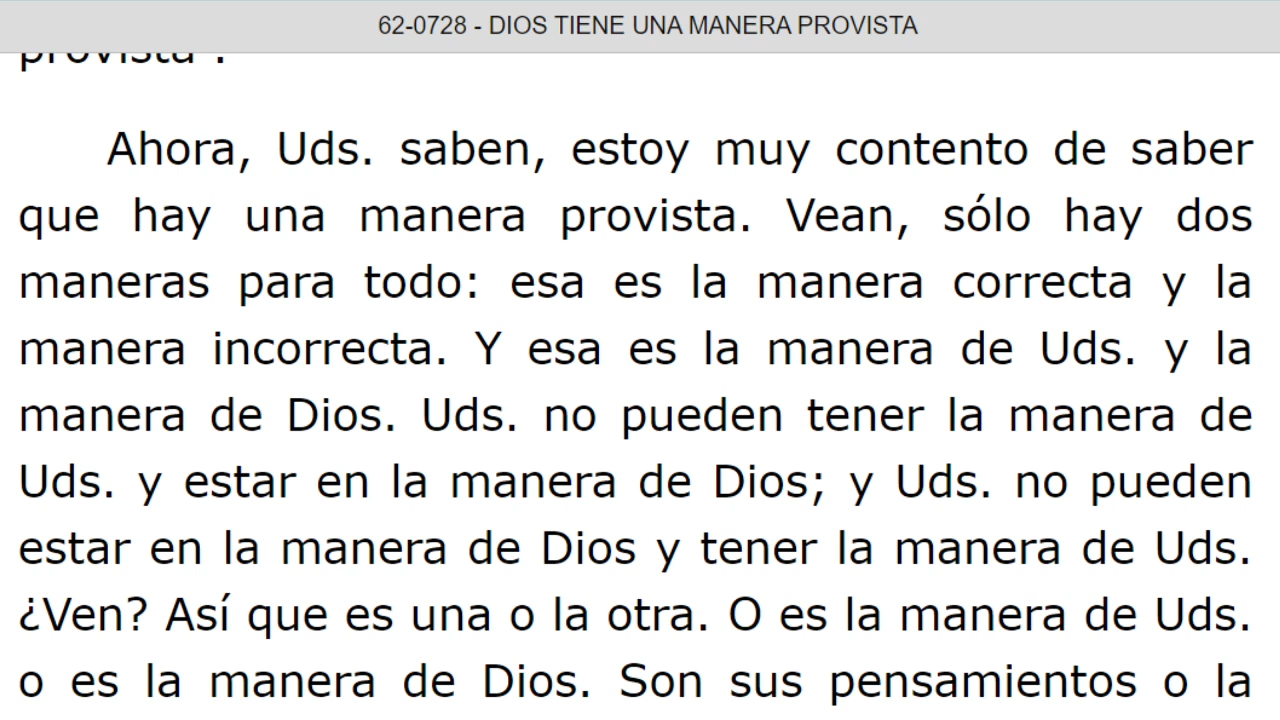 62-0728 - DIOS TIENE UNA MANERA PROVISTA
provista".
Ahora, Uds. saben, estoy muy contento de saber
que hay una manera provista. Vean, sólo hay dos
maneras para todo: esa es la manera correcta y la
manera incorrecta. Y esa es la manera de Uds. y la
manera de Dios. Uds. no pueden tener la manera de
Uds. y estar en la manera de Dios; y Uds. no pueden
estar en la manera de Dios y tener la manera de Uds.
¿Ven? Así que es una o la otra. O es la manera de Uds.
o es la manera de Dios. Son sus pensamientos o la